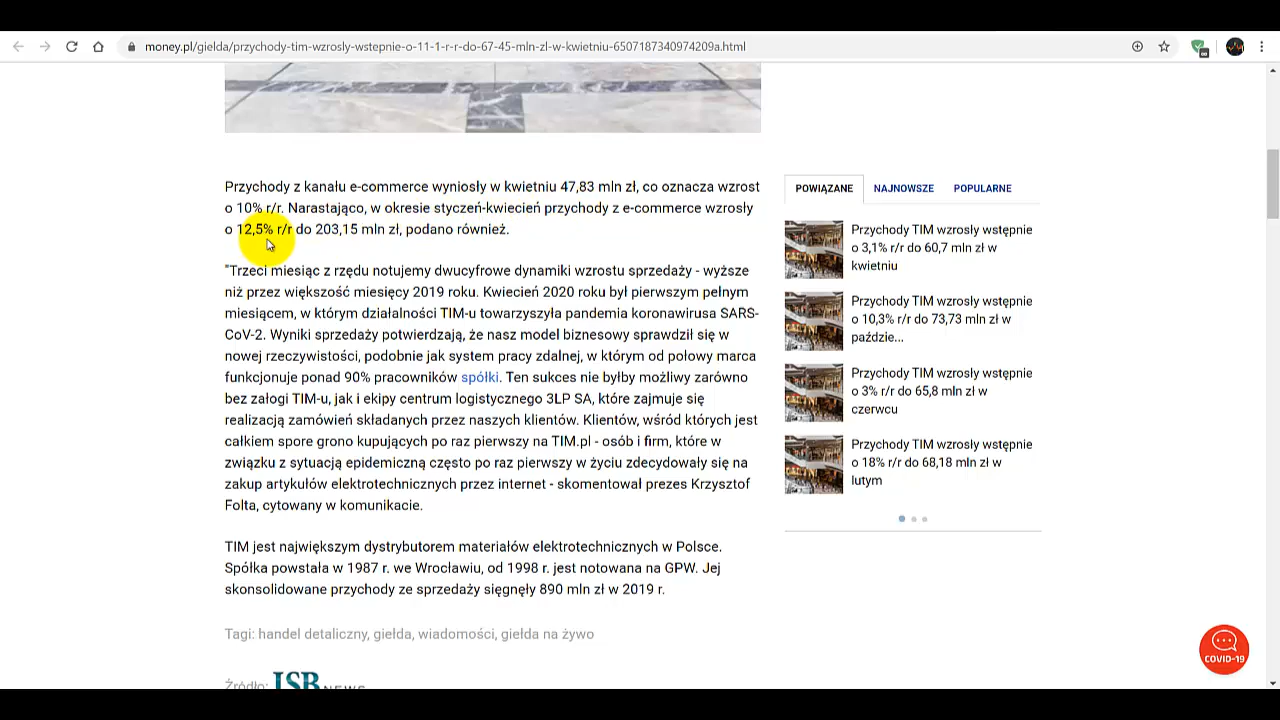 money.pl/gielda/przychody-tim-wzrosly-wstepnie-o-11-1-r-r-do-67-45-mln-zl-w-kwietniu-6507187340974209a.html
Przychody z kanału e-commerce wyniosły w kwietniu 47,83 mln zł, co oznacza wzrost
o 10% r/r. Narastająco, w okresie styczeń-kwiecień przychody z e-commerce wzrosły
o 12,5% r/r do 203,15 mln zł, podano również.
"Trzeci miesiąc z rzędu notujemy dwucyfrowe dynamiki wzrostu sprzedaży - wyższe
niż przez większość miesięcy 2019 roku. Kwiecień 2020 roku był pierwszym pełnym
miesiącem, w którym działalności TIM-u towarzyszyła pandemia koronawirusa SARS-
CoV-2. Wyniki sprzedaży potwierdzają, że nasz model biznesowy sprawdził się w
nowej rzeczywistości, podobnie jak system pracy zdalnej, w którym od połowy marca
funkcjonuje ponad 90% pracowników spółki. Ten sukces nie byłby możliwy zarówno
bez załogi TIM-u, jak i ekipy centrum logistycznego 3LP SA, które zajmuje się
realizacją zamówień składanych przez naszych klientów. Klientów, wśród których jest
całkiem spore grono kupujących po raz pierwszy na TIM.pl - osób i firm, które w
związku z sytuacją epidemiczną często po raz pierwszy w życiu zdecydowały się na
zakup artykułów elektrotechnicznych przez internet - skomentował prezes Krzysztof
Folta, cytowany w komunikacie.
TIM jest największym dystrybutorem materiałów elektrotechnicznych w Polsce.
Spółka powstała w 1987 r. we Wrocławiu, od 1998 r. jest notowana na GPW. Jej
skonsolidowane przychody ze sprzedaży sięgnęły 890 mln zł w 2019 r.
Tagi: handel detaliczny, giełda, wiadomości, giełda na żywo
Źródło: ISB NEWS
POWIĄZANE NAJNOWSZE POPULARNE
Przychody TIM wzrosły wstępnie
o 3,1% r/r do 60,7 mln zł w
kwietniu
Przychody TIM wzrosły wstępnie
o 10,3% r/r do 73,73 mln zł w
paździe...
Przychody TIM wzrosły wstępnie
o 3% r/r do 65,8 mln zł w
czerwcu
Przychody TIM wzrosły wstępnie
o 18% r/r do 68,18 mln zł w
lutym
COVID-19